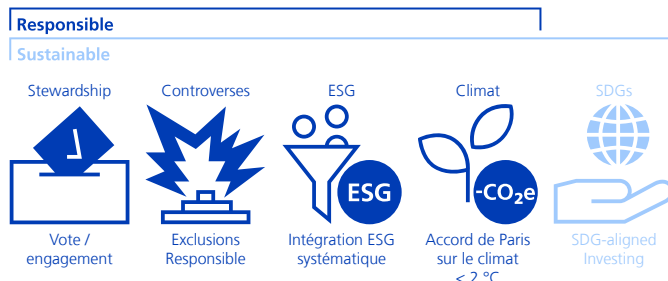 Responsible
Sustainable
Stewardship
Controverses
ESG
Climat
SDGs
ESG
-CO₂e
Vote /
engagement
Exclusions
Responsible
Intégration ESG
systématique
Accord de Paris
sur le climat
< 2 °C
SDG-aligned
Investing